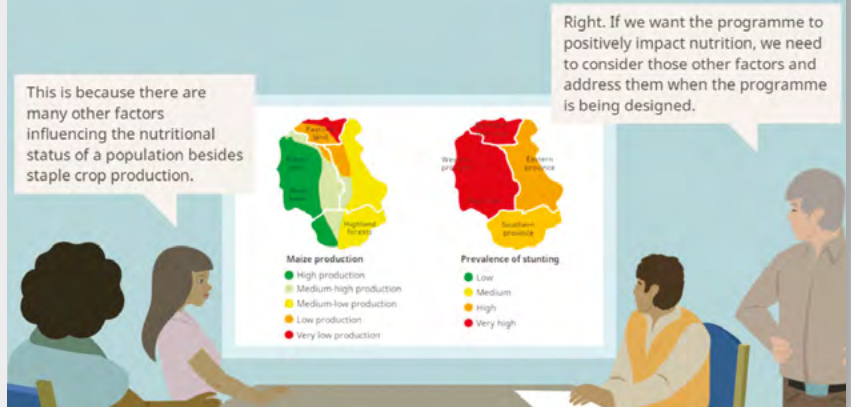 This is because there are
many other factors
influencing the nutritional
status of a population besides
staple crop production.
Right. If we want the programme to
positively impact nutrition, we need
to consider those other factors and
address them when the programme
is being designed.
Highland
forests
Eastern
province
Southern
province
Maize production
High production
Medium-high production
Medium-low production
Low production
Very low production
Prevalence of stunting
Low
Medium
High
Very high